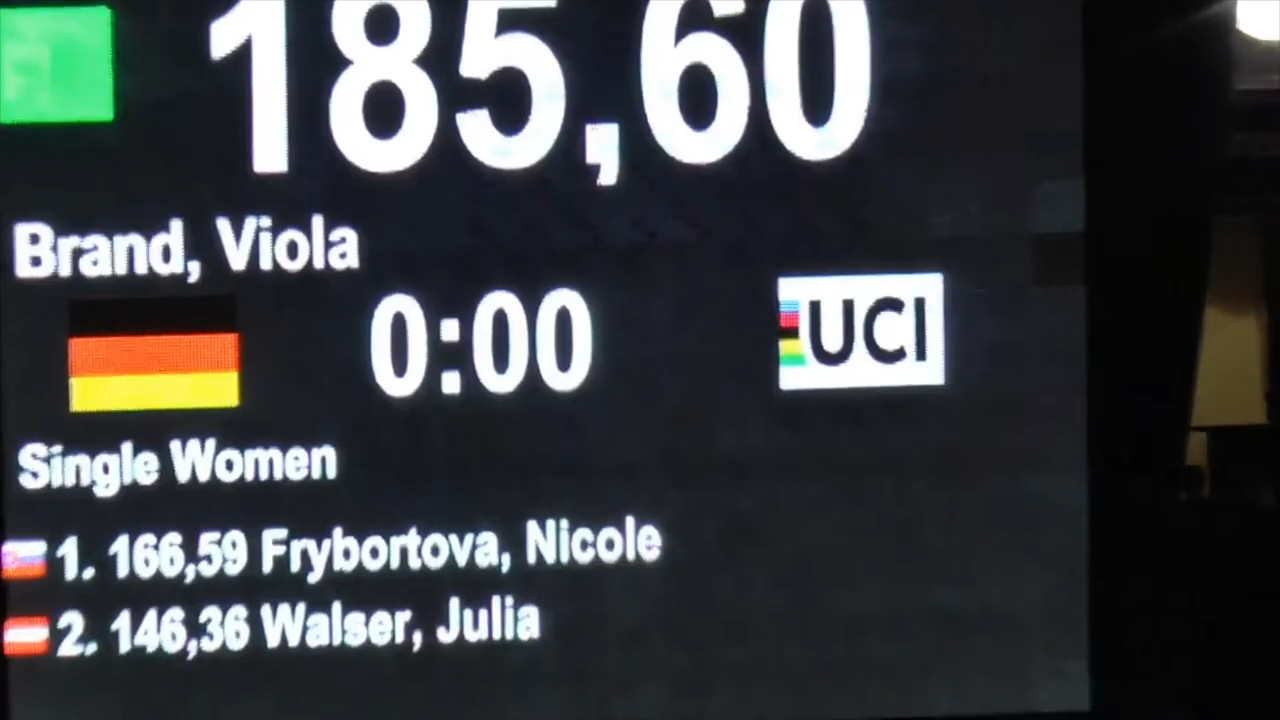 185,60
Brand, Viola
0:00
UCI
Single Women
1. 166,59 Frybortova, Nicole
2. 146,36 Walser, Julia